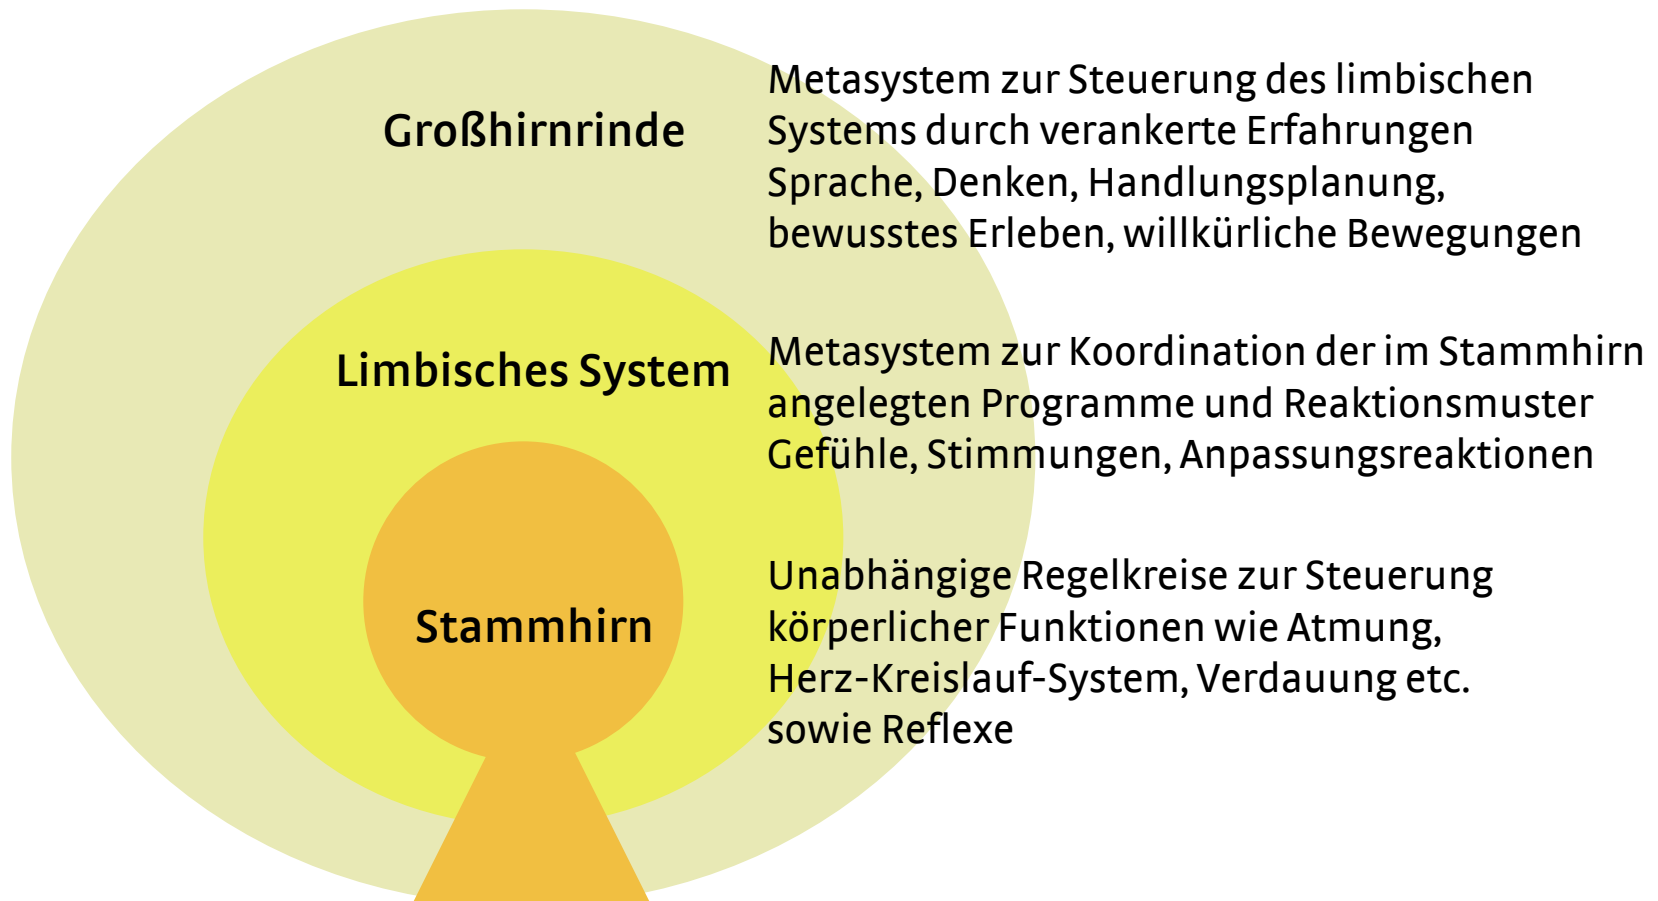 Großhirnrinde
Metasystem zur Steuerung des limbischen
Systems durch verankerte Erfahrungen
Sprache, Denken, Handlungsplanung,
bewusstes Erleben, willkürliche Bewegungen
Limbisches System
Metasystem zur Koordination der im Stammhirn
angelegten Programme und Reaktionsmuster
Gefühle, Stimmungen, Anpassungsreaktionen
Stammhirn
Unabhängige Regelkreise zur Steuerung
körperlicher Funktionen wie Atmung,
Herz-Kreislauf-System, Verdauung etc.
sowie Reflexe